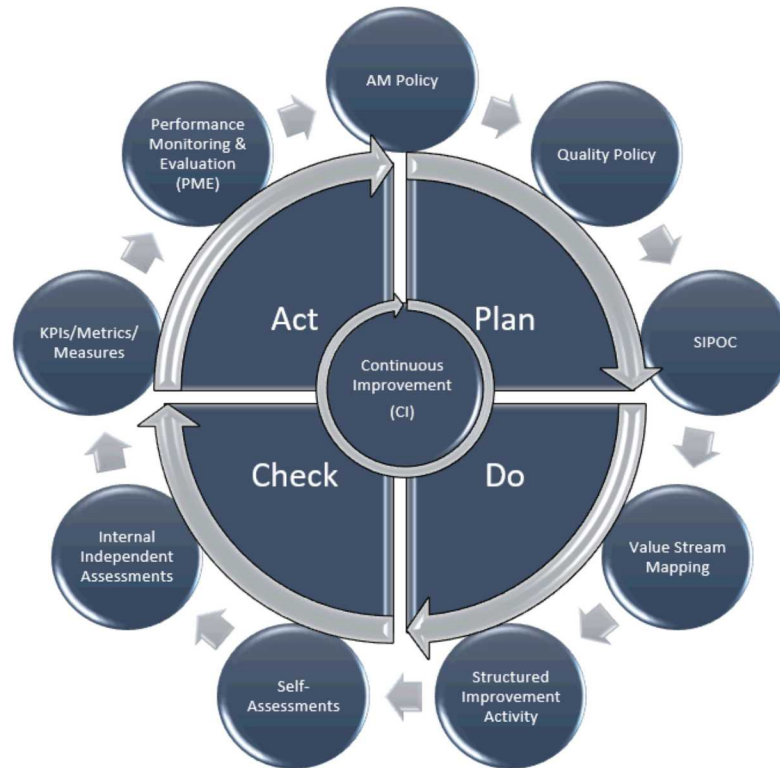 AM Policy
Quality Policy
SIPOC
Value Stream
Mapping
Structured
Improvement
Activity
Self-
Assessments
Internal
Independent
Assessments
KPIs/Metrics/
Measures
Performance
Monitoring &
Evaluation
(PME)
Act
Plan
Continuous
Improvement
(CI)
Check
Do